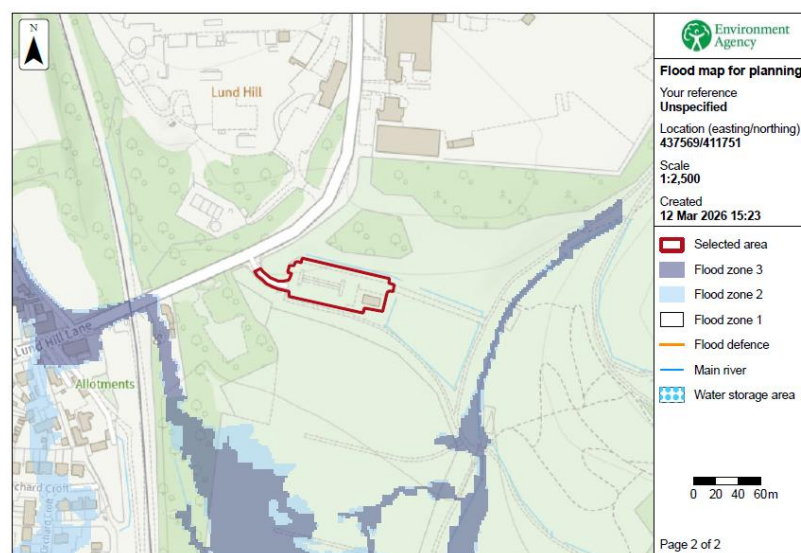 N
Lund Hill
Lund Hill Lane
Allotments
Orchard Croft
Environment
Agency
Flood map for planning
Your reference
Unspecified
Location (easting/northing)
437569/411751
Scale
1:2,500
Created
12 Mar 2026 15:23
Selected area
Flood zone 3
Flood zone 2
Flood zone 1
Flood defence
Main river
Water storage area
0 20 40 60m
Page 2 of 2